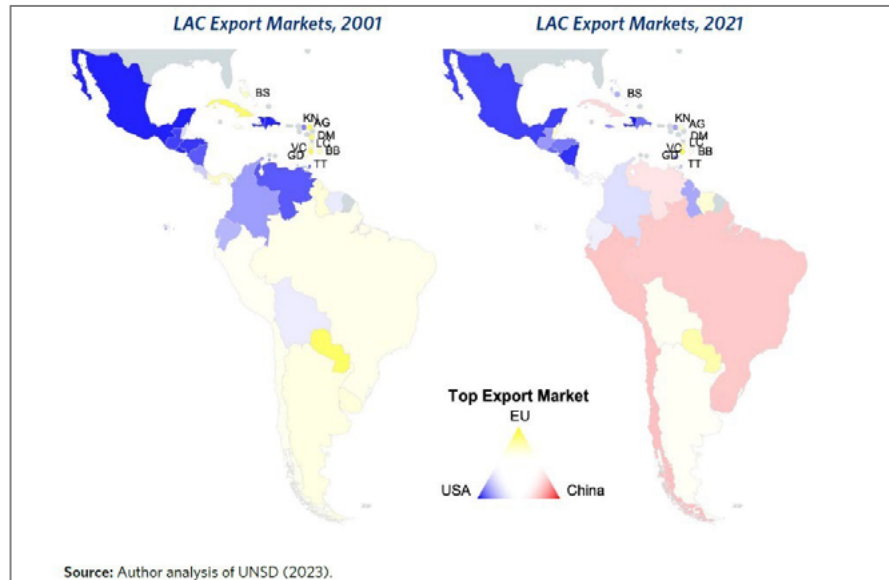 LAC Export Markets, 2001
LAC Export Markets, 2021
BS
KN
AG
DM
LC
VC
BB
GD
TT
BS
KN
AG
DM
VC
BB
GD
TT
Top Export Market
EU
USA
China
Source: Author analysis of UNSD (2023).